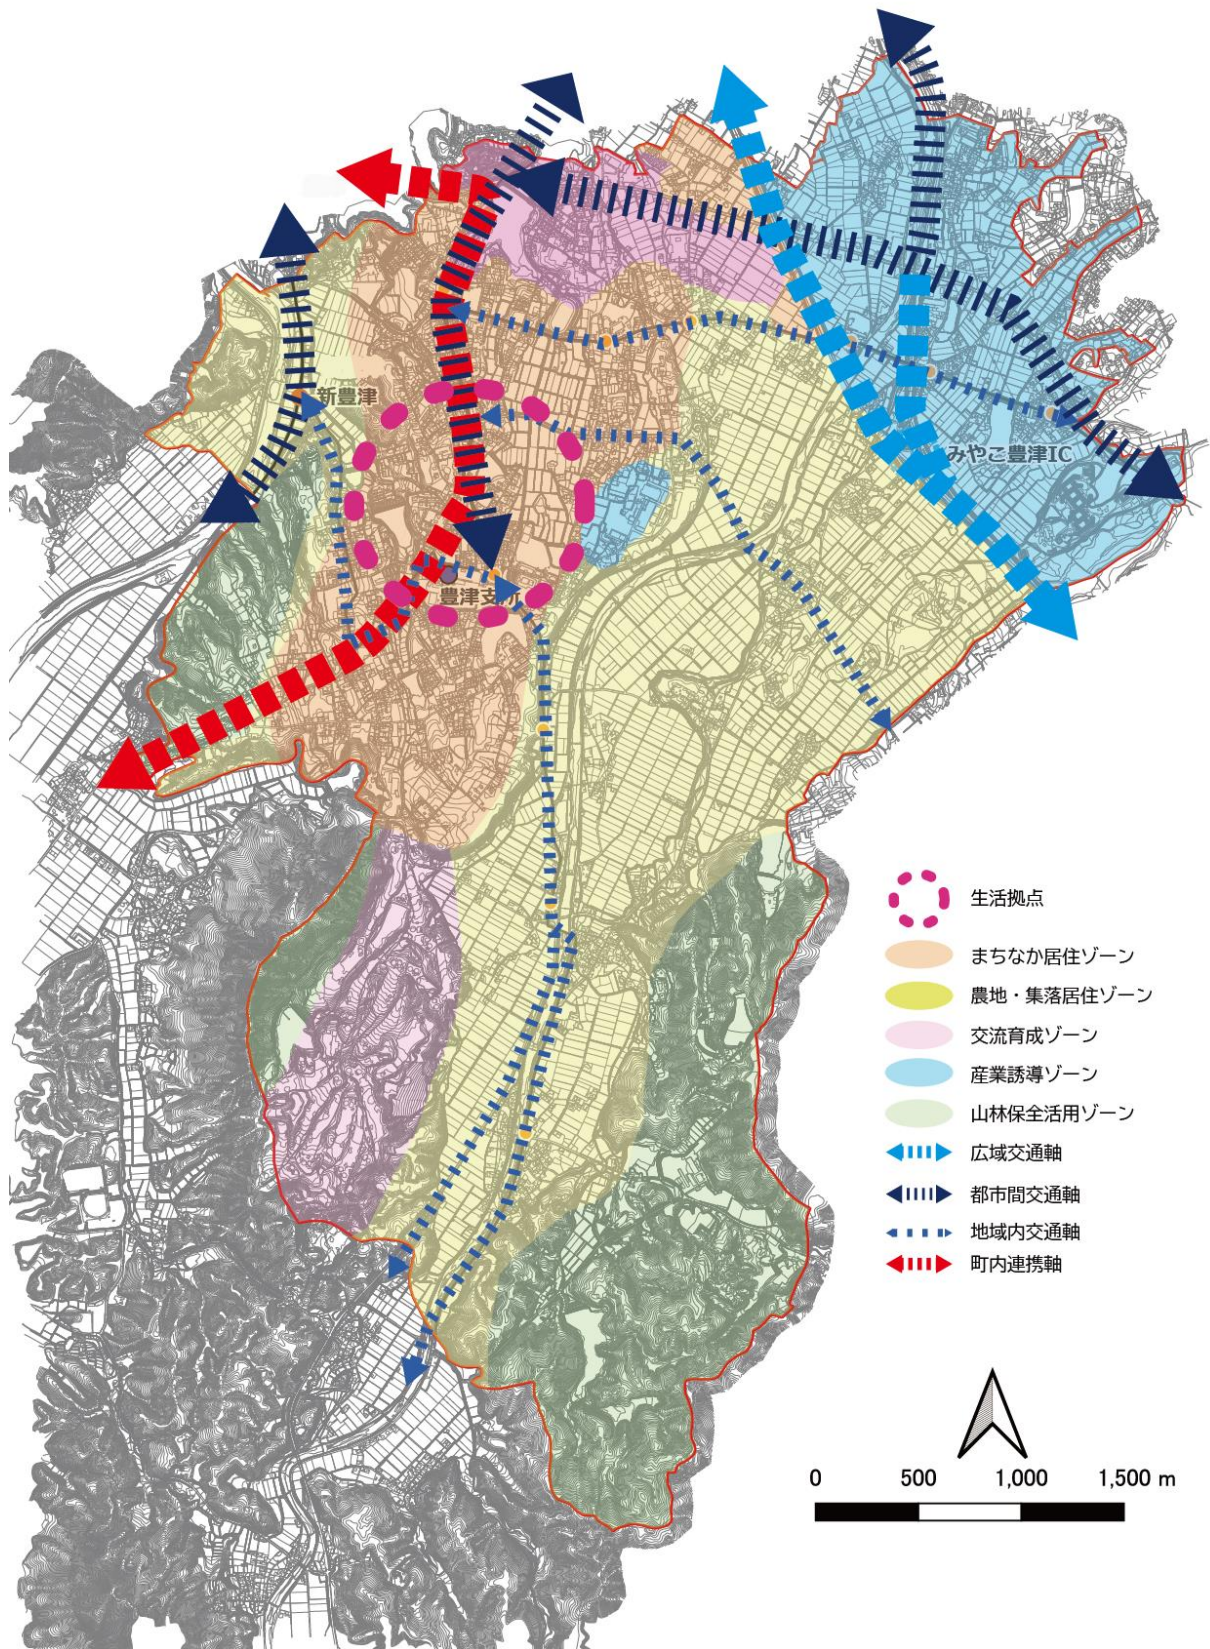 新豊津
みやこ豊津IC
豊津支所
生活拠点
まちなか居住ゾーン
農地・集落居住ゾーン
交流育成ゾーン
産業誘導ゾーン
山林保全活用ゾーン
広域交通軸
都市間交通軸
地域内交通軸
町内連携軸
0 500 1,000 1,500 m